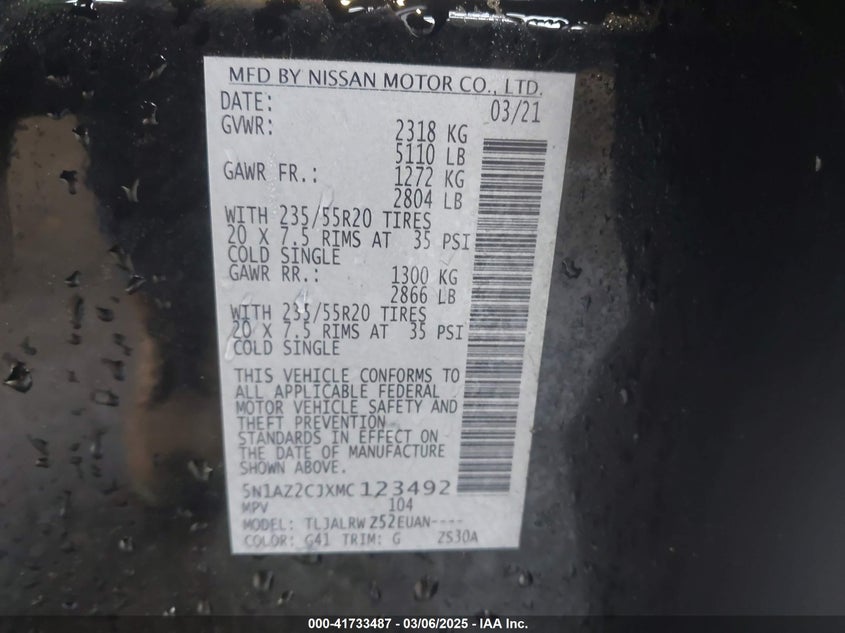 MFD BY NISSAN MOTOR CO., LTD.
DATE: 03/21
GVWR: 2318 KG
5110 LB
GAWR FR.: 1272 KG
2804 LB
WITH 235/55R20 TIRES
20 X 7.5 RIMS AT 35 PSI
COLD SINGLE
GAWR RR.: 1300 KG
2866 LB
WITH 235/55R20 TIRES
20 X 7.5 RIMS AT 35 PSI
COLD SINGLE
THIS VEHICLE CONFORMS TO
ALL APPLICABLE FEDERAL
MOTOR VEHICLE SAFETY AND
THEFT PREVENTION
STANDARDS IN EFFECT ON
THE DATE OF MANUFACTURE
SHOWN ABOVE.
5N1AZ2CJXMC123492
MPV 104
MODEL: TLJALRW Z52EUAN----
COLOR: G41 TRIM: G ZS30A
000-41733487 - 03/06/2025 - IAA Inc.